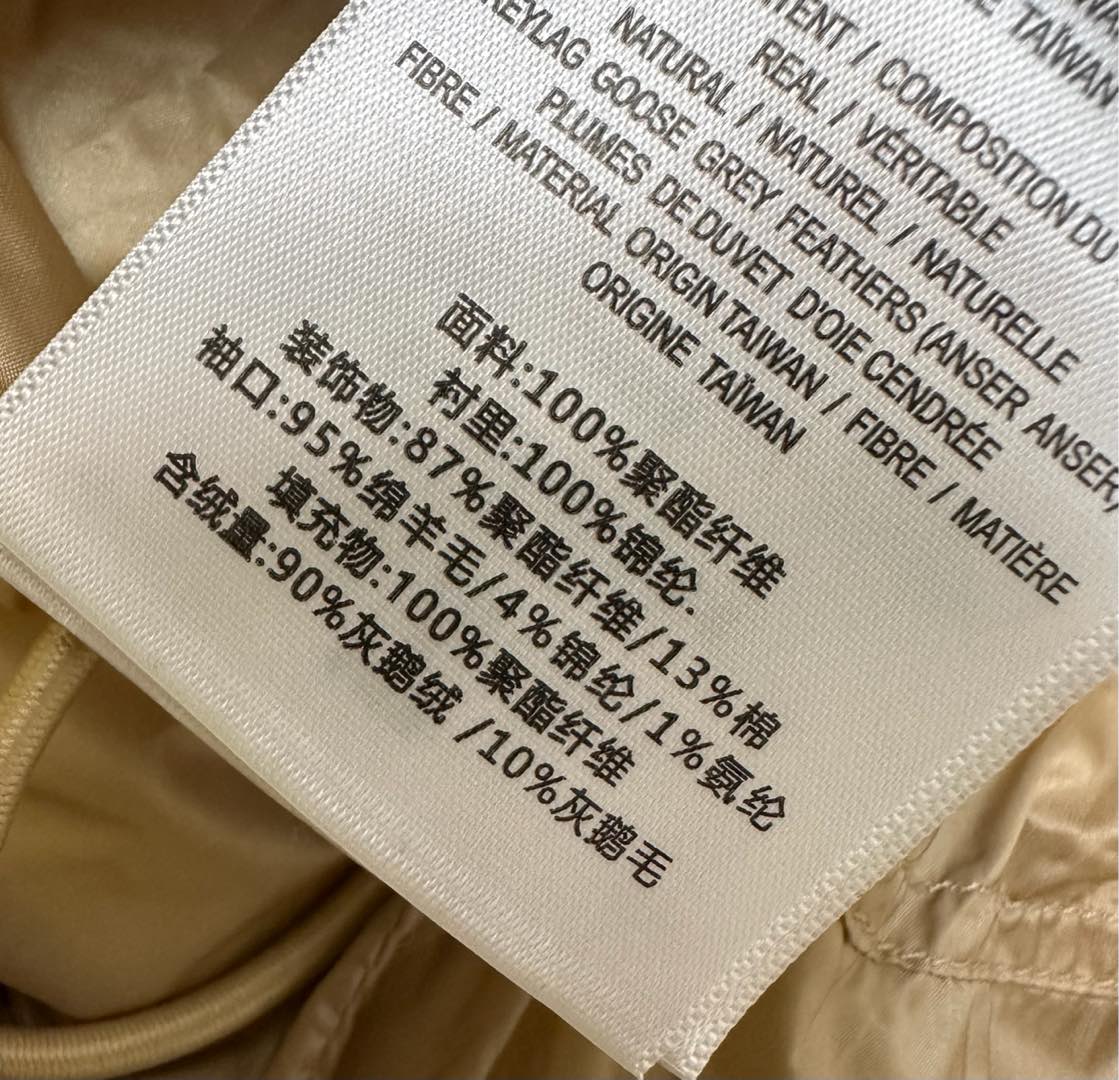 TAÏWAN
COMPOSITION DU
REAL / VÉRITABLE
NATURAL / NATUREL / NATURELLE
GOOSE GREY FEATHERS (ANSER ANSER)
PLUMES DE DUVET D'OIE CENDRÉE
FIBRE / MATERIAL ORIGIN TAIWAN / FIBRE / MATIÈRE
ORIGINE TAÏWAN
面料:100%聚酯纤维
衬里:100%锦纶.
装饰物:87%聚酯纤维/13%棉
袖口:95%绵羊毛/4%锦纶/1%氨纶
填充物:100%聚酯纤维
含绒量:90%灰鹅绒 /10%灰鹅毛